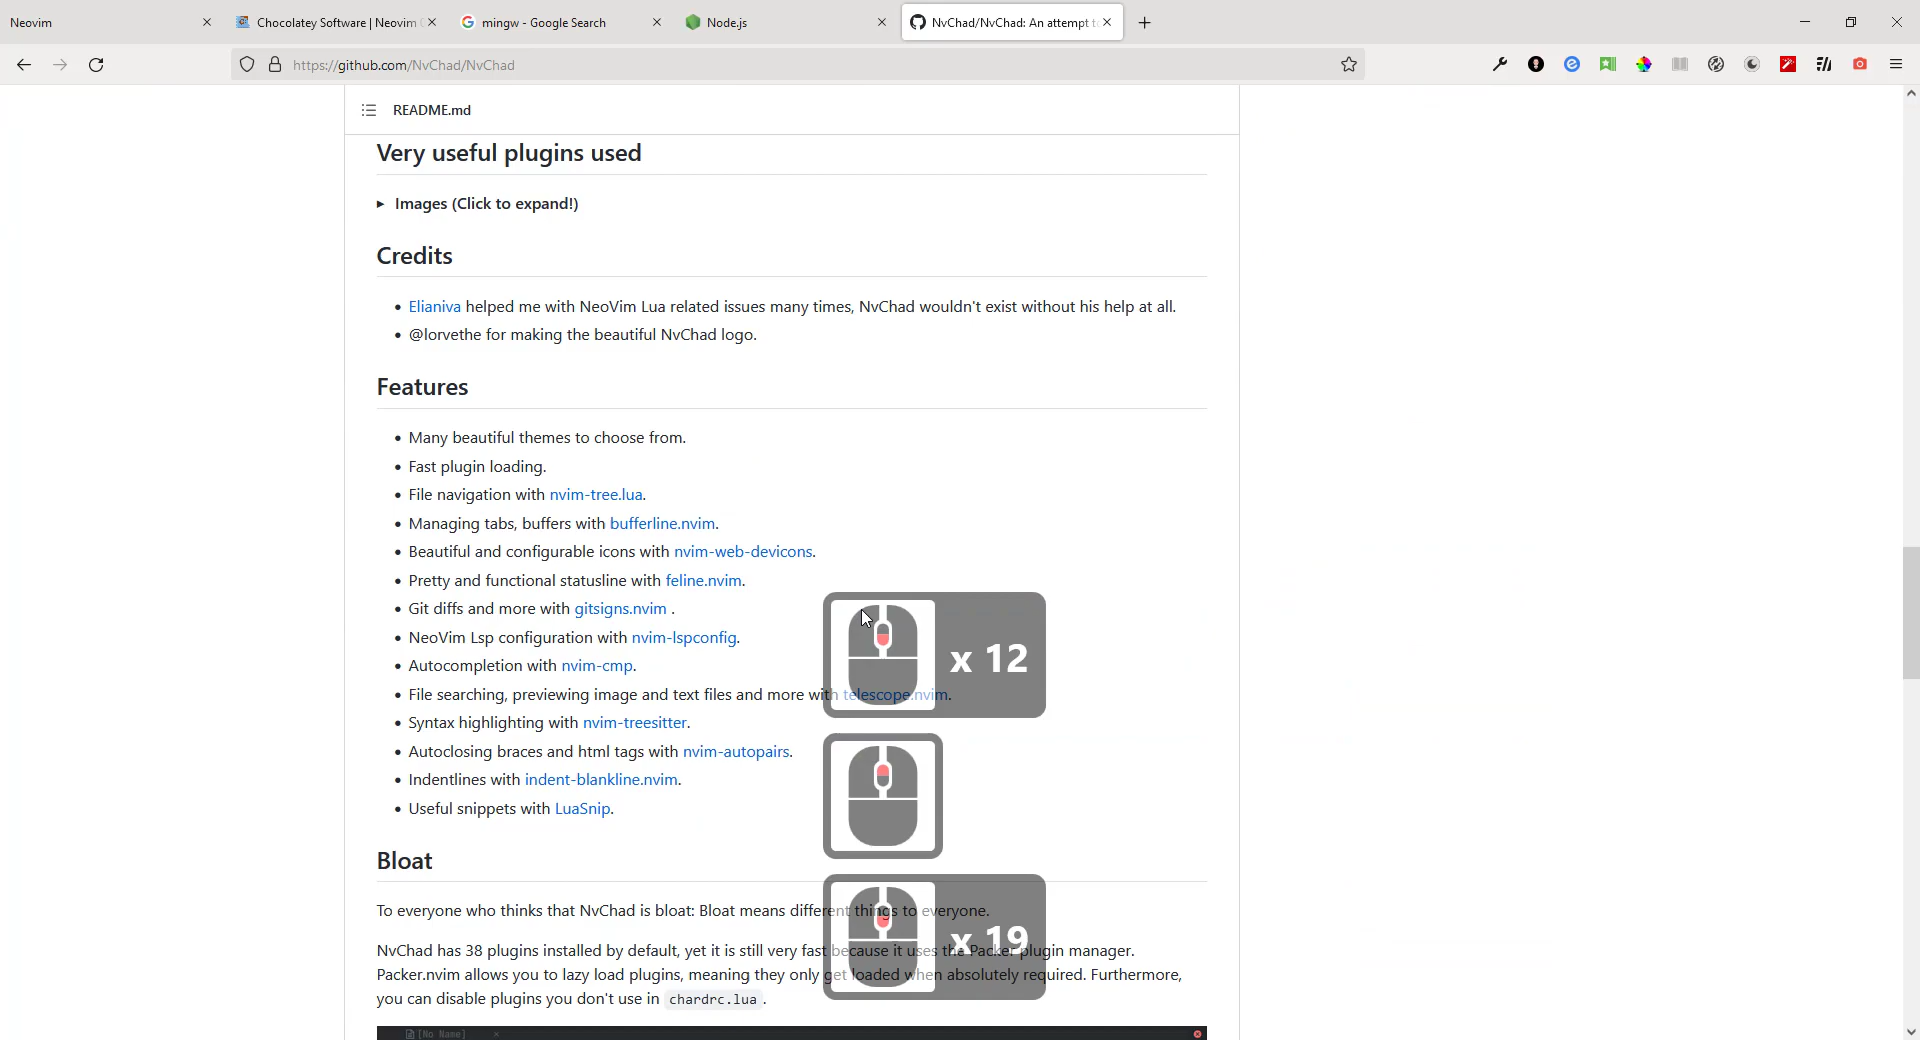 Neovim
Chocolatey Software | Neovim
mingw - Google Search
Node.js
NvChad/NvChad: An attempt t
https://github.com/NvChad/NvChad
README.md
Very useful plugins used
Images (Click to expand!)
Credits
Elianiva helped me with NeoVim Lua related issues many times, NvChad wouldn't exist without his help at all.
@lorvethe for making the beautiful NvChad logo.
Features
Many beautiful themes to choose from.
Fast plugin loading.
File navigation with nvim-tree.lua.
Managing tabs, buffers with bufferline.nvim.
Beautiful and configurable icons with nvim-web-devicons.
Pretty and functional statusline with feline.nvim.
Git diffs and more with gitsigns.nvim .
NeoVim Lsp configuration with nvim-lspconfig.
x 12
Autocompletion with nvim-cmp.
File searching, previewing image and text files and more with telescope.nvim.
Syntax highlighting with nvim-treesitter.
Autoclosing braces and html tags with nvim-autopairs.
Indentlines with indent-blankline.nvim.
Useful snippets with LuaSnip.
Bloat
To everyone who thinks that NvChad is bloat: Bloat means different things to everyone.
x 19
NvChad has 38 plugins installed by default, yet it is still very fast because it uses the Packer plugin manager.
Packer.nvim allows you to lazy load plugins, meaning they only get loaded when absolutely required. Furthermore,
you can disable plugins you don't use in chardrc.lua .
[No Name]